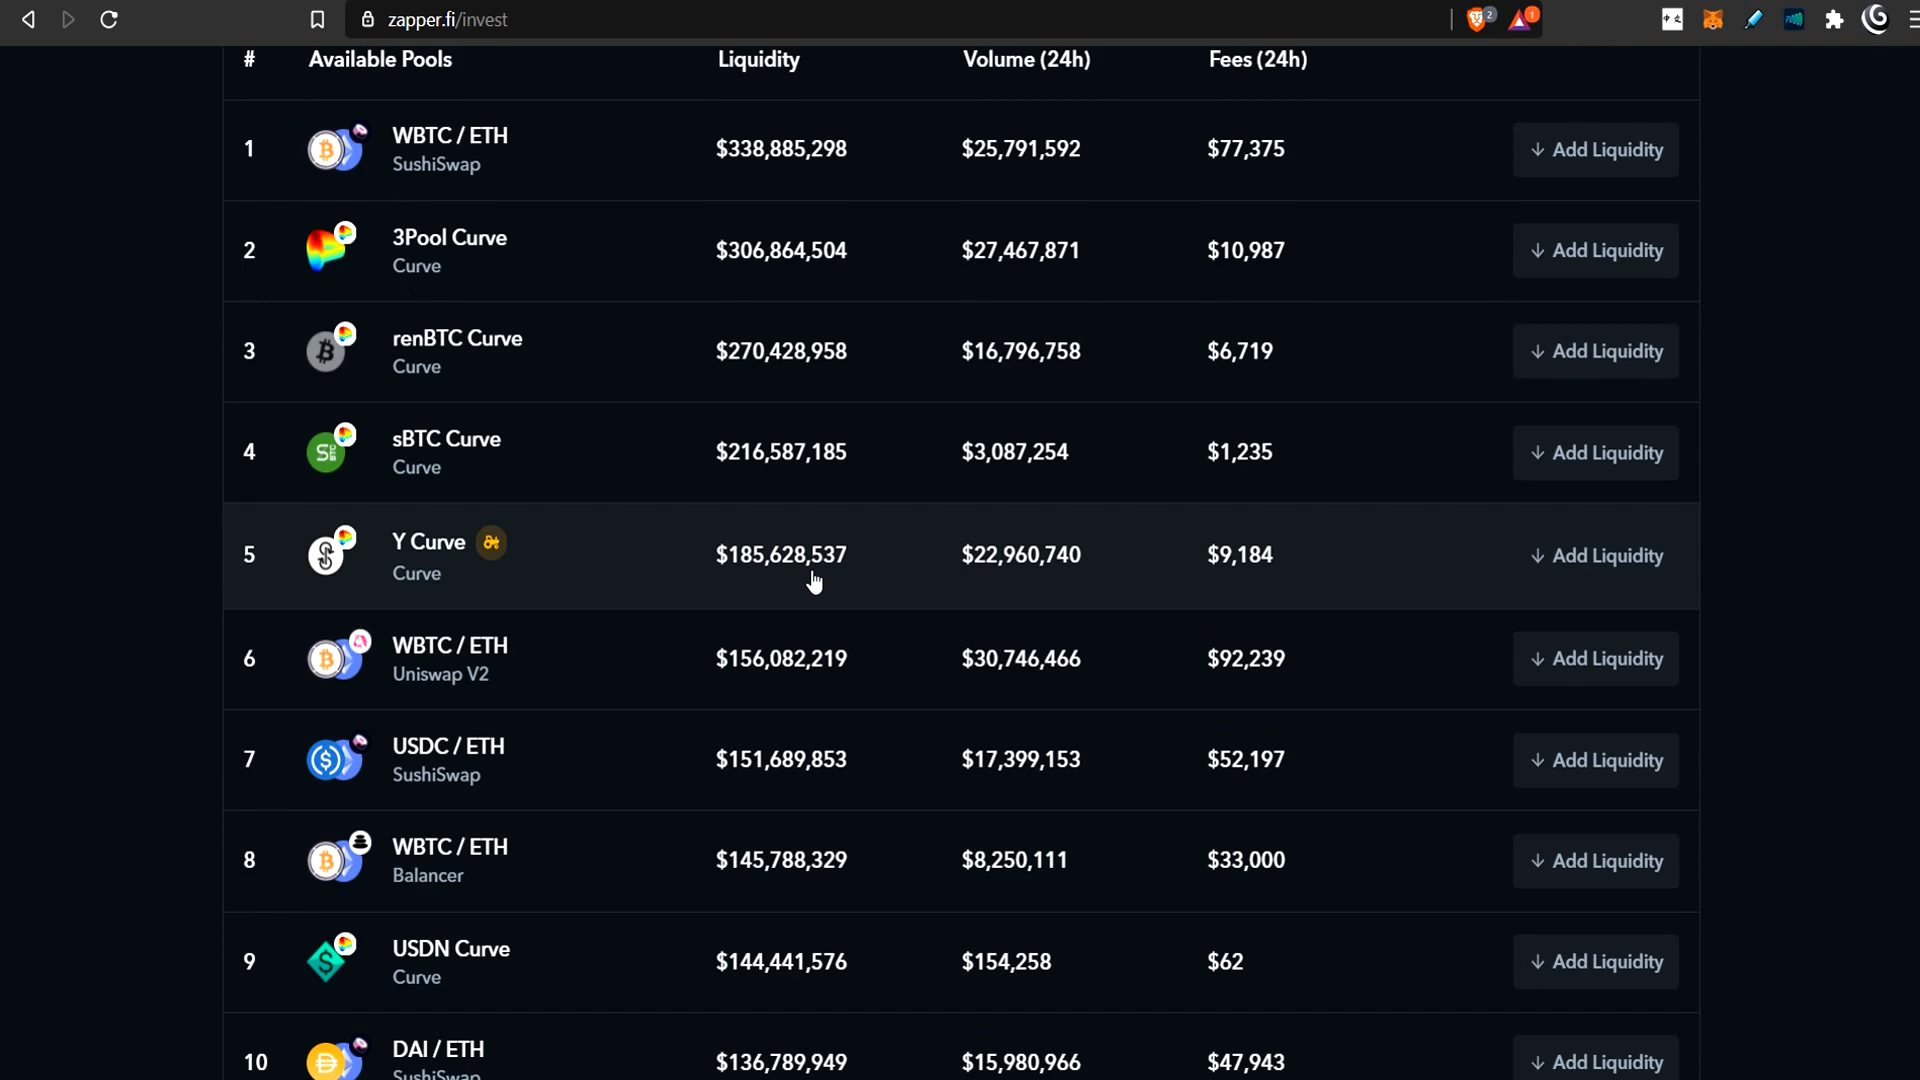 zapper.fi/invest
2
1
# Available Pools Liquidity Volume (24h) Fees (24h)
1 WBTC / ETH $338,885,298 $25,791,592 $77,375 ↓ Add Liquidity
SushiSwap
2 3Pool Curve $306,864,504 $27,467,871 $10,987 ↓ Add Liquidity
Curve
3 renBTC Curve $270,428,958 $16,796,758 $6,719 ↓ Add Liquidity
Curve
4 sBTC Curve $216,587,185 $3,087,254 $1,235 ↓ Add Liquidity
Curve
5 Y Curve $185,628,537 $22,960,740 $9,184 ↓ Add Liquidity
Curve
6 WBTC / ETH $156,082,219 $30,746,466 $92,239 ↓ Add Liquidity
Uniswap V2
7 USDC / ETH $151,689,853 $17,399,153 $52,197 ↓ Add Liquidity
SushiSwap
8 WBTC / ETH $145,788,329 $8,250,111 $33,000 ↓ Add Liquidity
Balancer
9 USDN Curve $144,441,576 $154,258 $62 ↓ Add Liquidity
Curve
10 DAI / ETH $136,789,949 $15,980,966 $47,943 ↓ Add Liquidity
SushiSwap